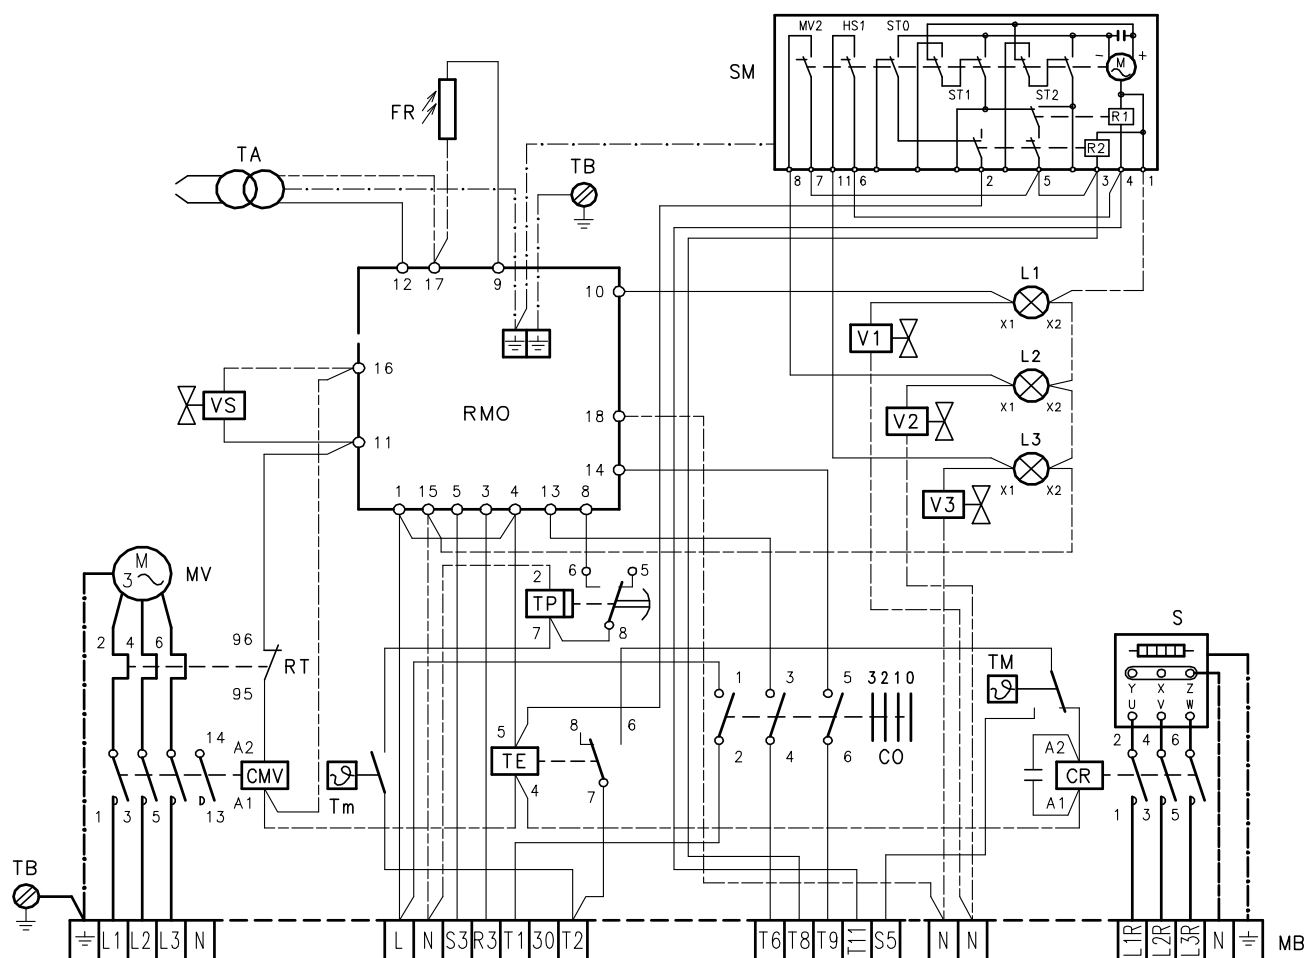 MV2 HS1 ST0
SM
- M +
ST1 ST2
R1
R2
8 7 11 6 2 5 3 4 1
FR
TA
TB
12 17 9
10
L1
X1 X2
V1
16
VS
RMO
L2
X1 X2
V2
18
11
L3
X1 X2
14
V3
1 15 5 3 4 13 8
M
3
MV
6 5
2
TP
7 8
S
2 4 6
96
RT
95
TM
Y X Z
U V W
1 3 5 3210
2 4 6 CO
8 6
5
TE
4 7
14
A2
CMV
A1
13
1 3 5
Tm
A2
CR
A1
2 4 6
1 3 5
TB
L1 L2 L3 N
L N S3 R3 T1 30 T2
T6 T8 T9 T11 S5
N N
L1R L2R L3R N
MB